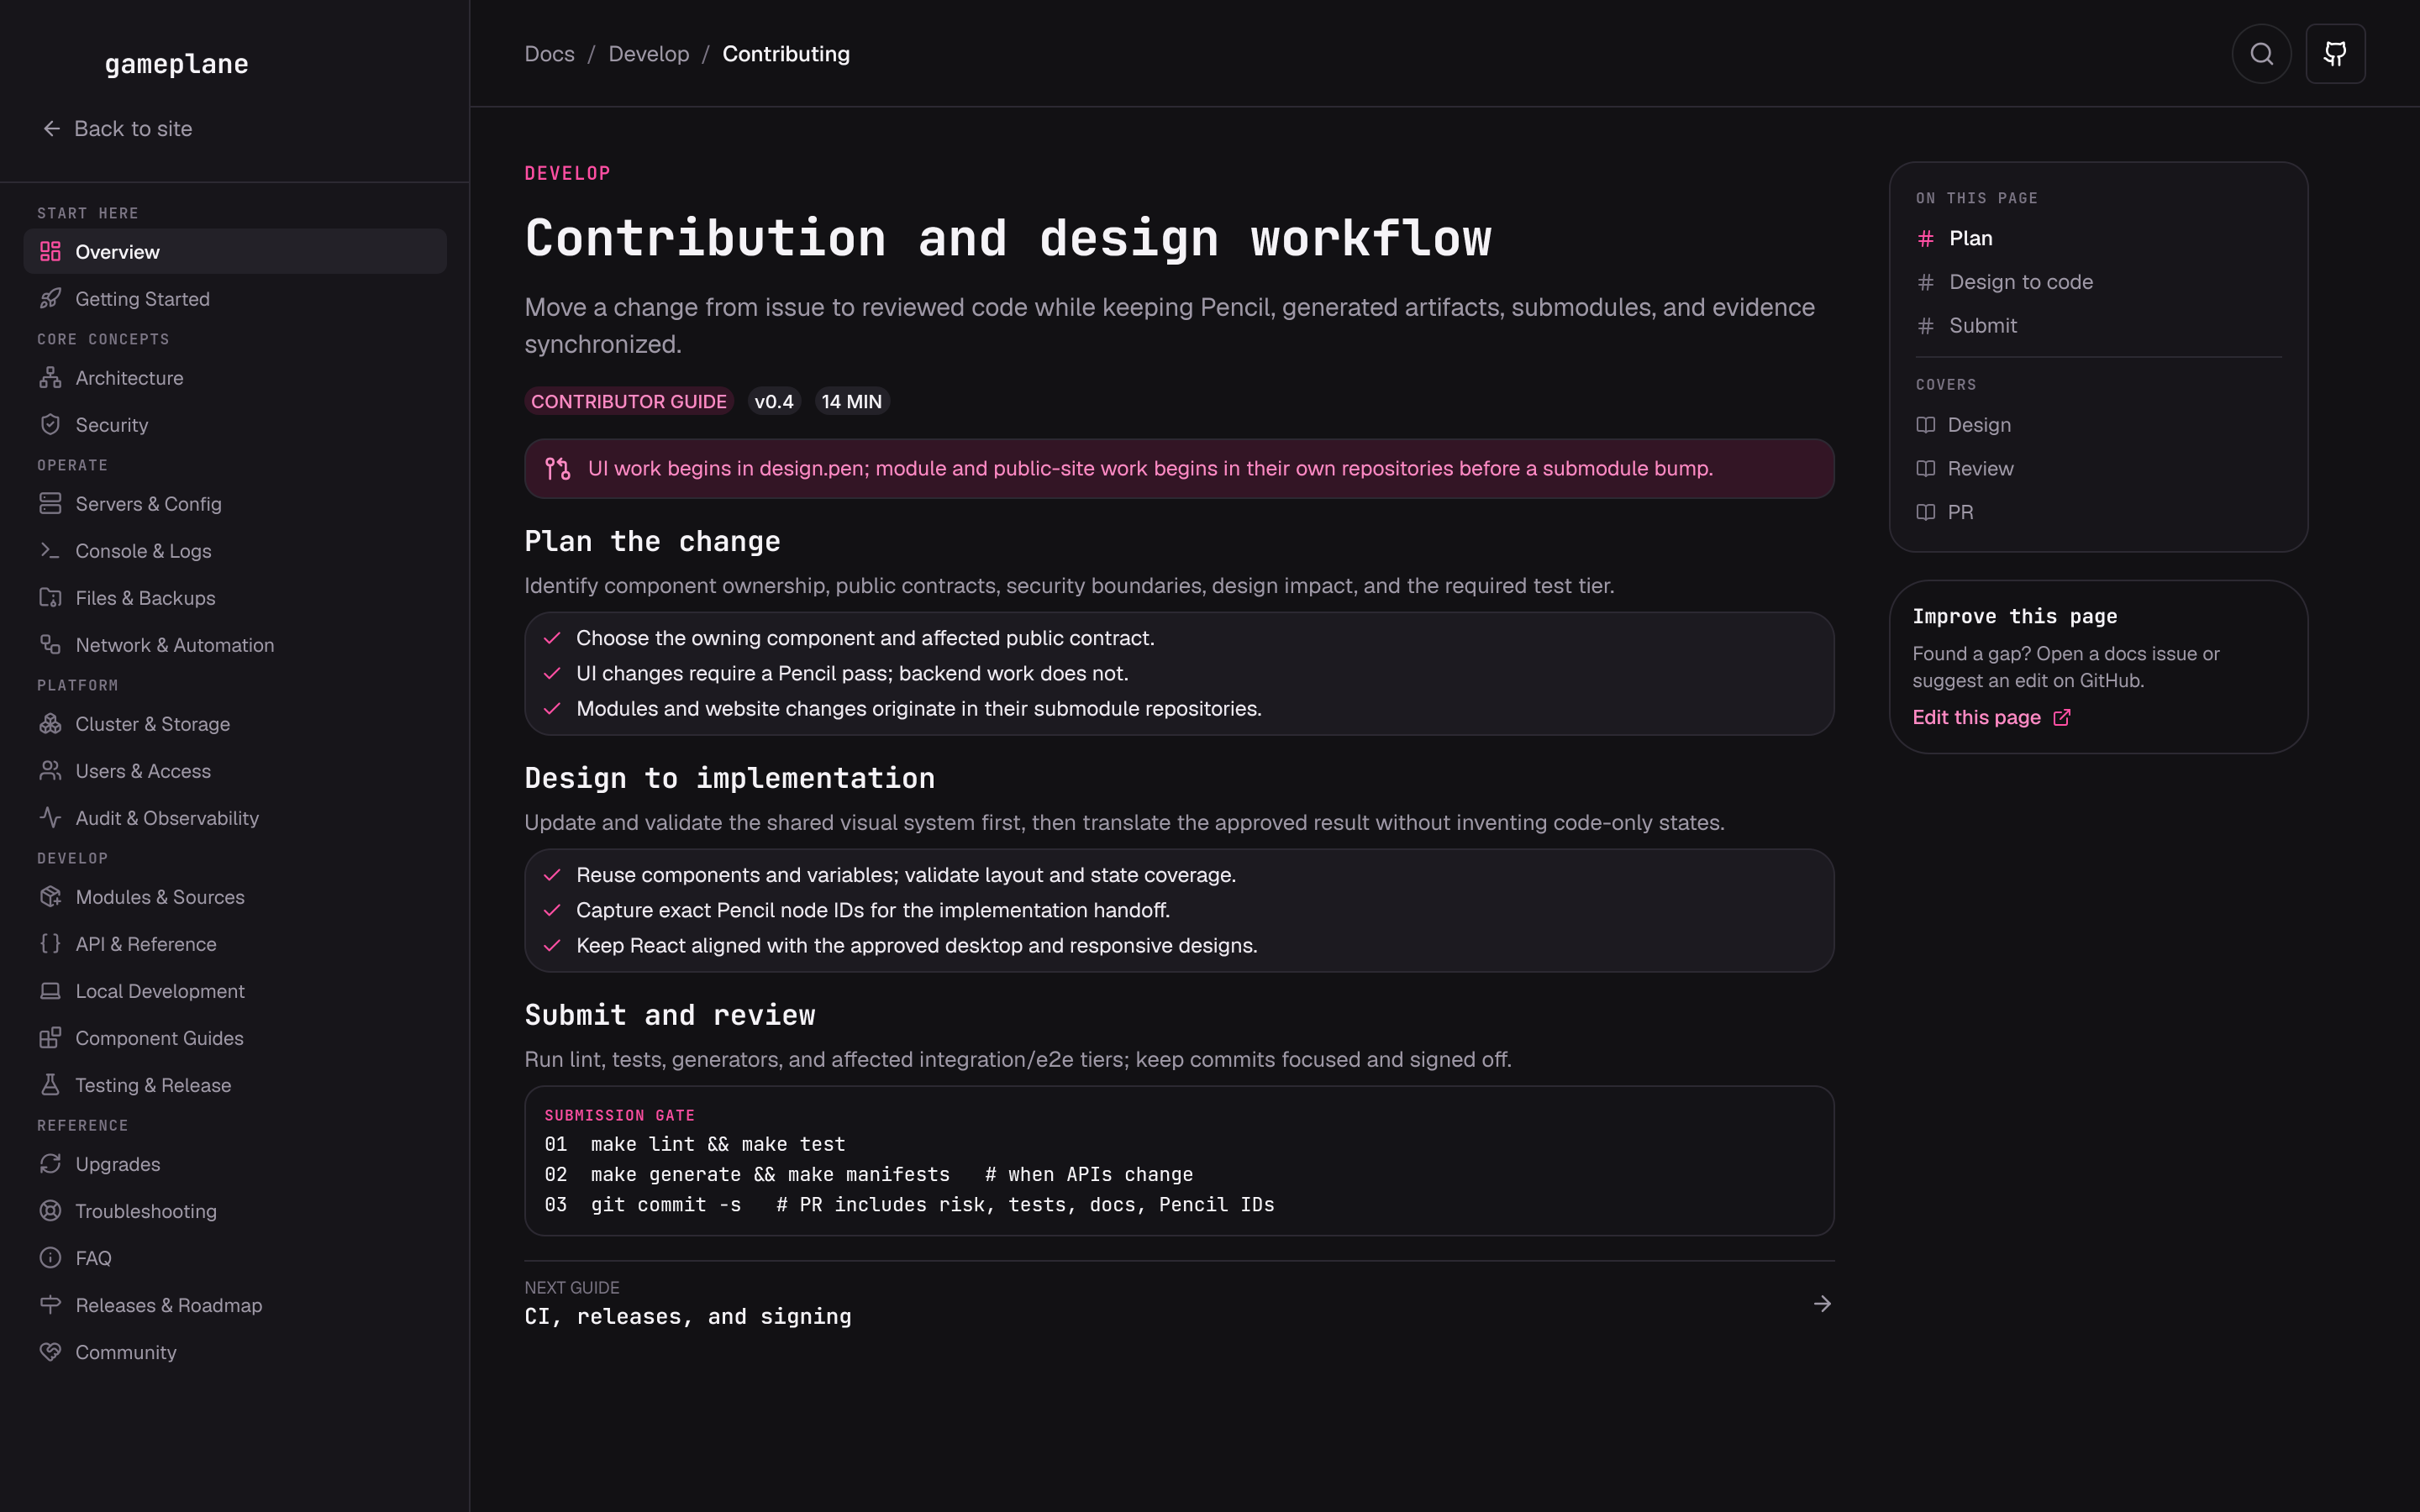 gameplane
Back to site
START HERE
Overview
Getting Started
CORE CONCEPTS
Architecture
Security
OPERATE
Servers & Config
Console & Logs
Files & Backups
Network & Automation
PLATFORM
Cluster & Storage
Users & Access
Audit & Observability
DEVELOP
Modules & Sources
API & Reference
Local Development
Component Guides
Testing & Release
REFERENCE
Upgrades
Troubleshooting
FAQ
Releases & Roadmap
Community
Docs / Develop / Contributing
DEVELOP
Contribution and design workflow
Move a change from issue to reviewed code while keeping Pencil, generated artifacts, submodules, and evidence
synchronized.
CONTRIBUTOR GUIDE v0.4 14 MIN
UI work begins in design.pen; module and public-site work begins in their own repositories before a submodule bump.
Plan the change
Identify component ownership, public contracts, security boundaries, design impact, and the required test tier.
Choose the owning component and affected public contract.
UI changes require a Pencil pass; backend work does not.
Modules and website changes originate in their submodule repositories.
Design to implementation
Update and validate the shared visual system first, then translate the approved result without inventing code-only states.
Reuse components and variables; validate layout and state coverage.
Capture exact Pencil node IDs for the implementation handoff.
Keep React aligned with the approved desktop and responsive designs.
Submit and review
Run lint, tests, generators, and affected integration/e2e tiers; keep commits focused and signed off.
SUBMISSION GATE
01 make lint && make test
02 make generate && make manifests # when APIs change
03 git commit -s # PR includes risk, tests, docs, Pencil IDs
NEXT GUIDE
CI, releases, and signing
ON THIS PAGE
# Plan
# Design to code
# Submit
COVERS
Design
Review
PR
Improve this page
Found a gap? Open a docs issue or
suggest an edit on GitHub.
Edit this page